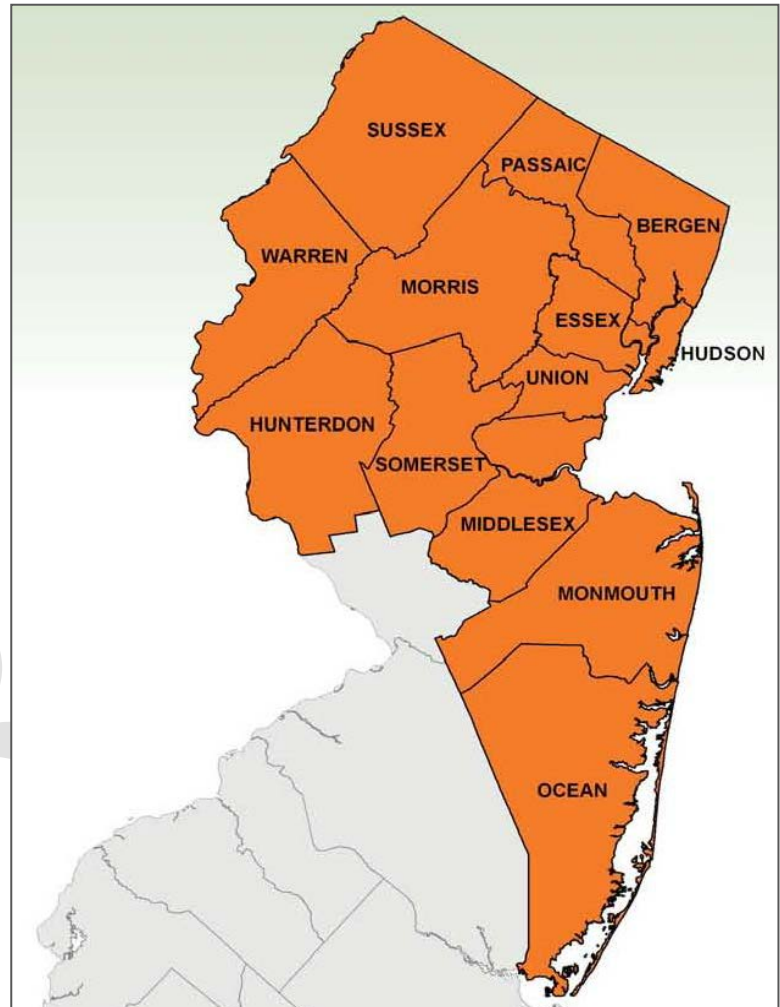 SUSSEX
PASSAIC
BERGEN
WARREN
MORRIS
ESSEX
HUDSON
UNION
HUNTERDON
SOMERSET
MIDDLESEX
MONMOUTH
OCEAN